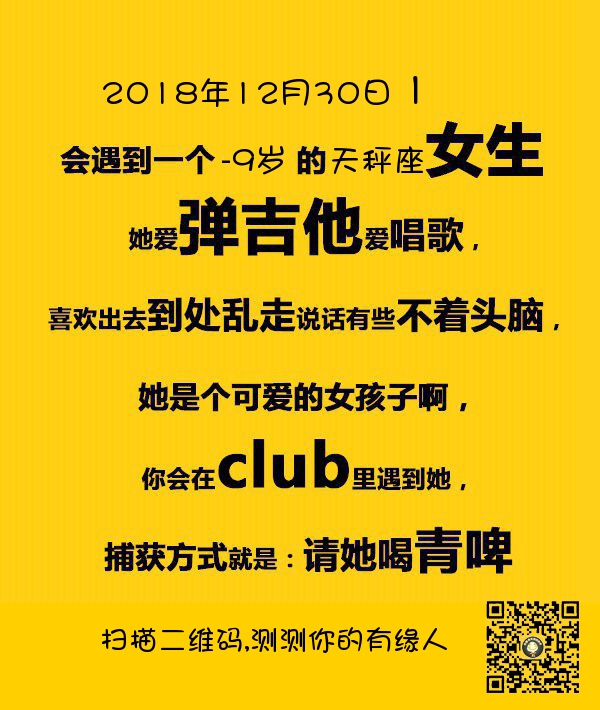 2018年12月30日 l
会遇到一个 -9岁 的天秤座女生
她爱弹吉他爱唱歌，
喜欢出去到处乱走说话有些不着头脑，
她是个可爱的女孩子啊，
你会在club里遇到她，
捕获方式就是：请她喝青啤
扫描二维码,测测你的有缘人